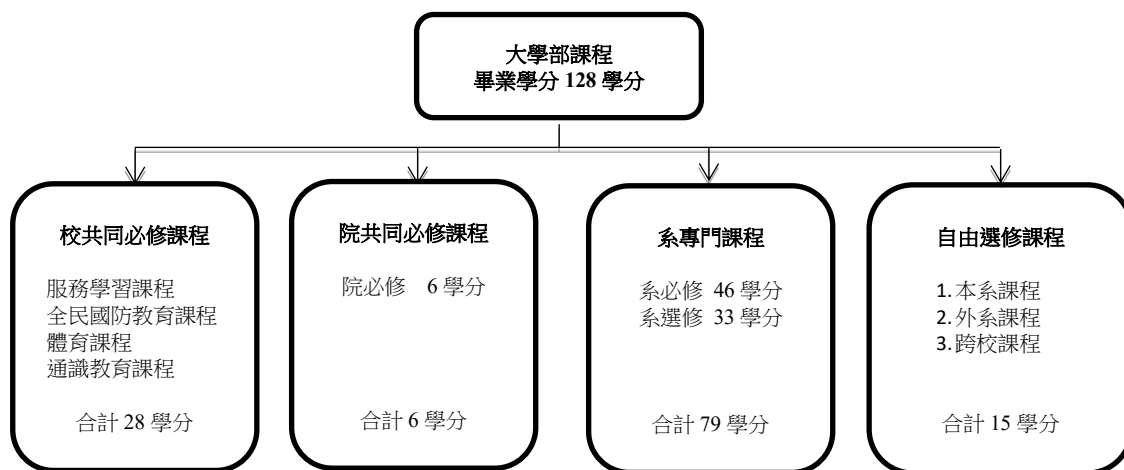 大學部課程
畢業學分 128 學分
校共同必修課程
服務學習課程
全民國防教育課程
體育課程
通識教育課程
合計 28 學分
院共同必修課程
院必修 6 學分
合計 6 學分
系專門課程
系必修 46 學分
系選修 33 學分
合計 79 學分
自由選修課程
1. 本系課程
2. 外系課程
3. 跨校課程
合計 15 學分